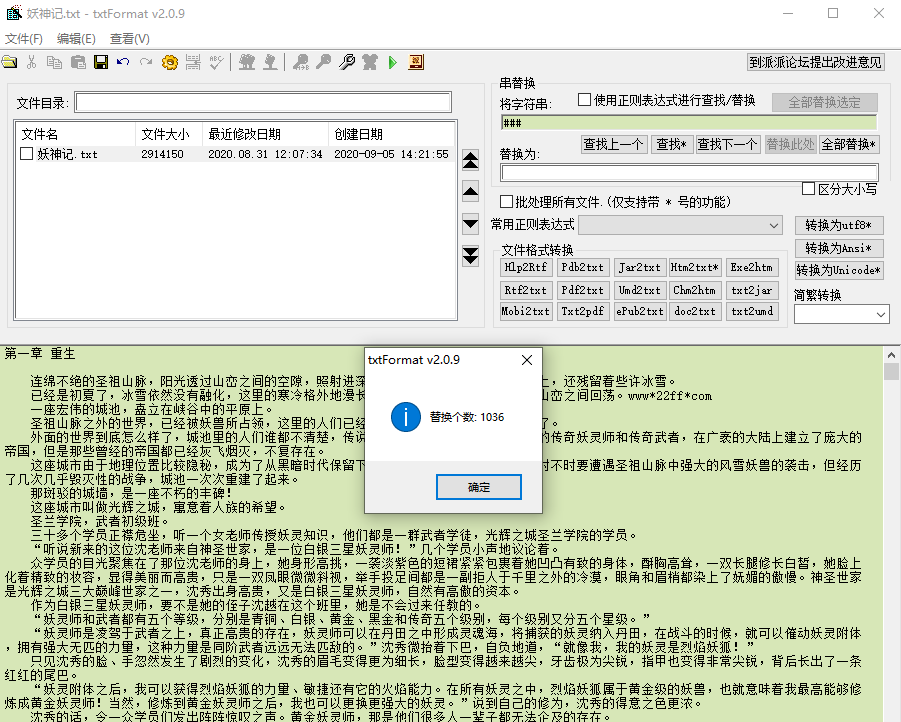 妖神记.txt - txtFormat v2.0.9
文件(F) 编辑(E) 查看(V)
到派派论坛提出改进意见
文件目录:
文件名 文件大小 最近修改日期 创建日期
妖神记.txt 2914150 2020.08.31 12:07:34 2020-09-05 14:21:55
串替换
将字符串: 使用正则表达式进行查找/替换 全部替换选定
###
查找上一个 查找* 查找下一个 替换此处 全部替换*
替换为:
区分大小写
批处理所有文件.(仅支持带 * 号的功能)
常用正则表达式 转换为utf8*
文件格式转换 转换为Ansi*
Hlp2Rtf Pdb2txt Jar2txt Htm2txt* Exe2htm 转换为Unicode*
Rtf2txt Pdf2txt Umd2txt Chm2htm txt2jar 简繁转换
Mobi2txt Txt2pdf ePub2txt doc2txt txt2umd
第一章 重生
连绵不绝的圣祖山脉，阳光透过山峦之间的空隙，照射进深 上，还残留着些许冰雪。
已经是初夏了，冰雪依然没有融化，这里的寒冷格外地漫长 山峦之间回荡。www*22ff*com
一座宏伟的城池，矗立在峡谷中的平原上。
圣祖山脉之外的世界，已经被妖兽所占领，这里的人们已经 了。
外面的世界到底怎么样了，城池里的人们谁都不清楚，传说 的传奇妖灵师和传奇武者，在广袤的大陆上建立了庞大的
帝国，但是那些曾经的帝国都已经灰飞烟灭，不复存在。
这座城市由于地理位置比较隐秘，成为了从黑暗时代保留下 时不时要遭遇圣祖山脉中强大的风雪妖兽的袭击，但经历
了几次几乎毁灭性的战争，城池一次次重建了起来。
那斑驳的城墙，是一座不朽的丰碑！
这座城市叫做光辉之城，寓意着人族的希望。
圣兰学院，武者初级班。
三十多个学员正襟危坐，听一个女老师传授妖灵知识，他们都是一群武者学徒，光辉之城圣兰学院的学员。
“听说新来的这位沈老师来自神圣世家，是一位白银三星妖灵师！”几个学员小声地议论着。
众学员的目光聚焦在了那位沈老师的身上，她身形高挑，一袭淡紫色的短裙紧紧包裹着她凹凸有致的身体，酥胸高耸，一双长腿修长白皙，她脸上
化着精致的妆容，显得美丽而高贵，只是一双凤眼微微斜视，举手投足间都是一副拒人于千里之外的冷漠，眼角和眉梢都染上了妩媚的傲慢。神圣世家
是光辉之城三大巅峰世家之一，沈秀出身高贵，又是白银三星妖灵师，自然有高傲的资本。
作为白银三星妖灵师，要不是她的侄子沈越在这个班里，她是不会过来任教的。
“妖灵师和武者都有五个等级，分别是青铜、白银、黄金、黑金和传奇五个级别，每个级别又分五个星级。”
“妖灵师是凌驾于武者之上，真正高贵的存在，妖灵师可以在丹田之中形成灵魂海，将捕获的妖灵纳入丹田，在战斗的时候，就可以催动妖灵附体
，拥有强大无匹的力量，这种力量是同阶武者远远无法匹敌的。”沈秀微抬着下巴，自负地道，“就像我，我的妖灵是烈焰妖狐！”
只见沈秀的脸、手忽然发生了剧烈的变化，沈秀的眉毛变得更为细长，脸型变得越来越尖，牙齿极为尖锐，指甲也变得非常尖锐，背后长出了一条
红红的尾巴。
“妖灵附体之后，我可以获得烈焰妖狐的力量、敏捷还有它的火焰能力。在所有妖灵之中，烈焰妖狐属于黄金级的妖兽，也就意味着我最高能够修
炼成黄金妖灵师！当然，修炼到黄金妖灵师之后，我也可以更换更强大的妖灵。”说到自己的修为，沈秀的得意之色更浓。
沈秀的话，令一众学员们发出阵阵惊叹之声。黄金妖灵师，那是他们很多人一辈子都无法企及的存在。
txtFormat v2.0.9
替换个数: 1036
确定